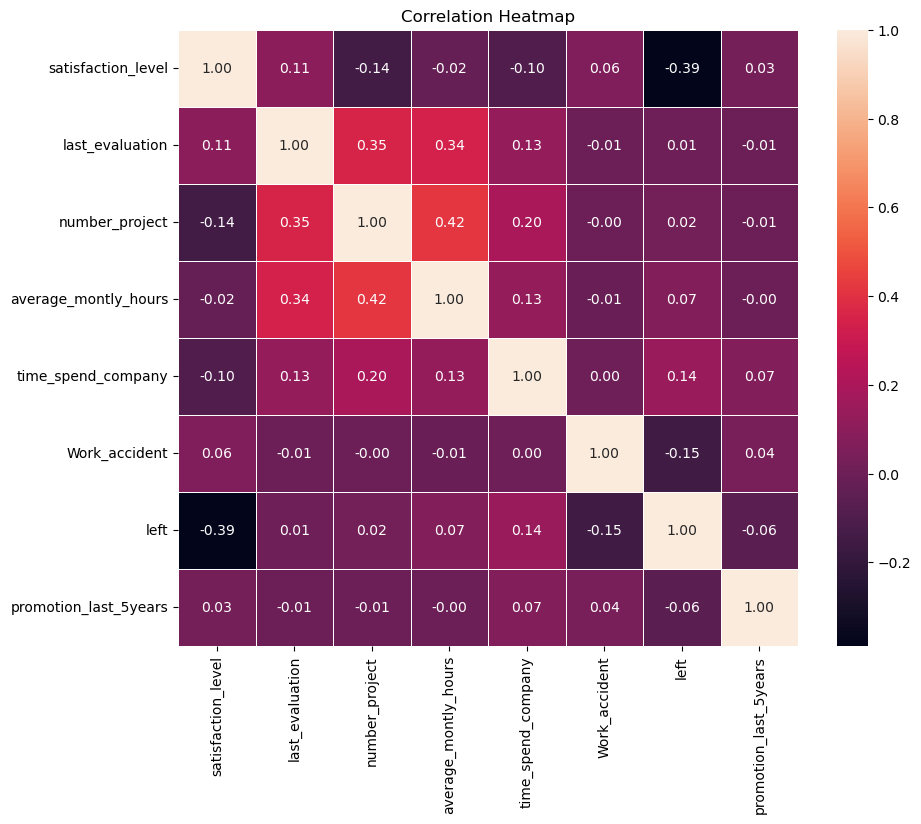 Correlation Heatmap
satisfaction_level 1.00 0.11 -0.14 -0.02 -0.10 0.06 -0.39 0.03
last_evaluation 0.11 1.00 0.35 0.34 0.13 -0.01 0.01 -0.01
number_project -0.14 0.35 1.00 0.42 0.20 -0.00 0.02 -0.01
average_montly_hours -0.02 0.34 0.42 1.00 0.13 -0.01 0.07 -0.00
time_spend_company -0.10 0.13 0.20 0.13 1.00 0.00 0.14 0.07
Work_accident 0.06 -0.01 -0.00 -0.01 0.00 1.00 -0.15 0.04
left -0.39 0.01 0.02 0.07 0.14 -0.15 1.00 -0.06
promotion_last_5years 0.03 -0.01 -0.01 -0.00 0.07 0.04 -0.06 1.00
satisfaction_level
last_evaluation
number_project
average_montly_hours
time_spend_company
Work_accident
left
promotion_last_5years
1.0
0.8
0.6
0.4
0.2
0.0
−0.2